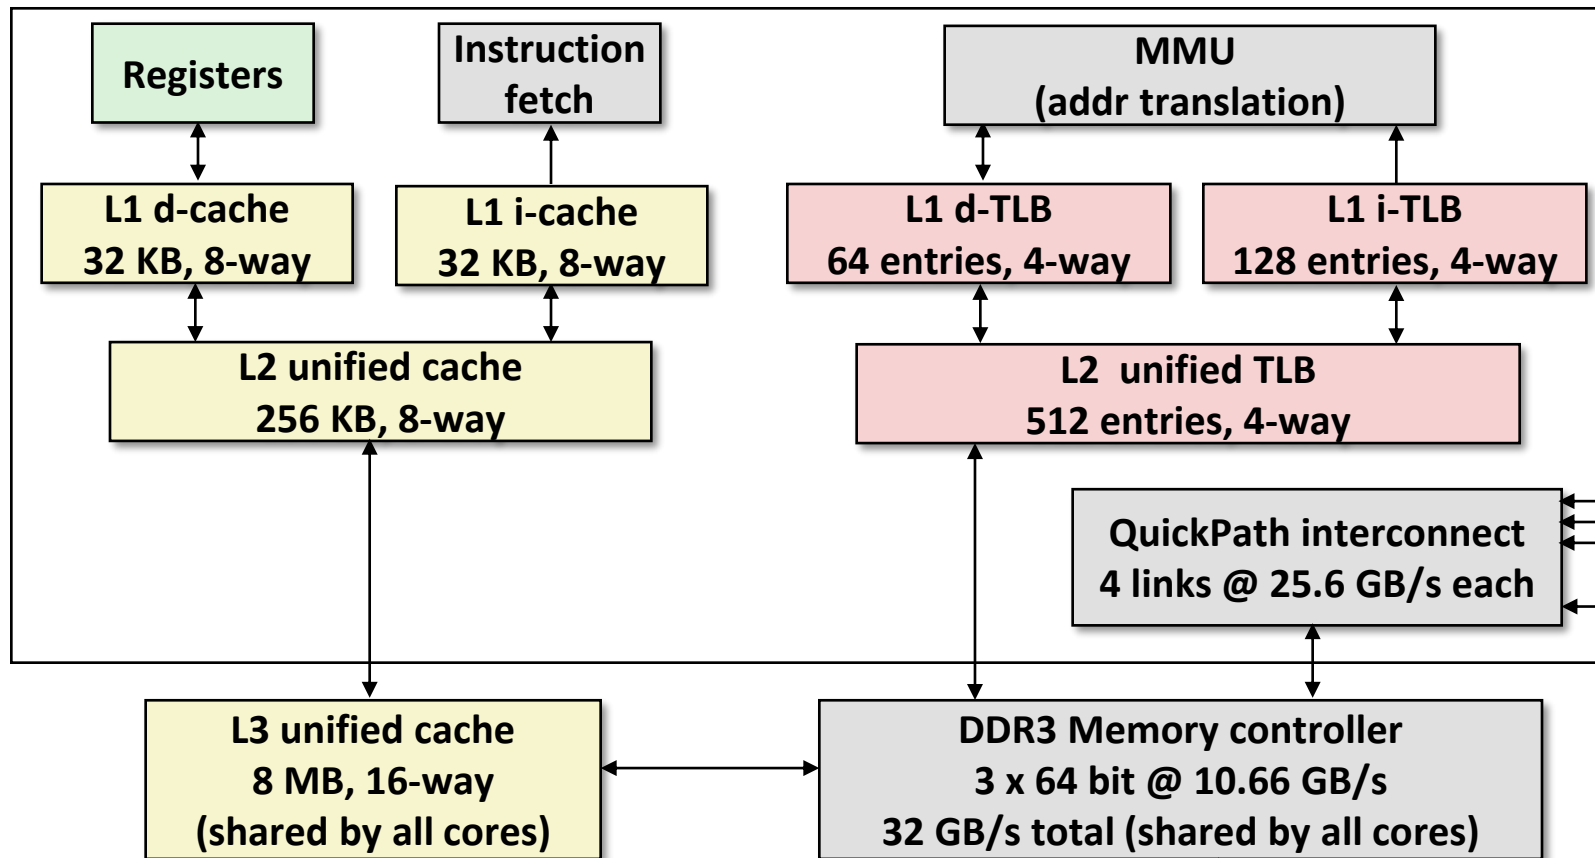 Registers
Instruction
fetch
MMU
(addr translation)
L1 d-cache
32 KB, 8-way
L1 i-cache
32 KB, 8-way
L1 d-TLB
64 entries, 4-way
L1 i-TLB
128 entries, 4-way
L2 unified cache
256 KB, 8-way
L2  unified TLB
512 entries, 4-way
QuickPath interconnect
4 links @ 25.6 GB/s each
L3 unified cache
8 MB, 16-way
(shared by all cores)
DDR3 Memory controller
3 x 64 bit @ 10.66 GB/s
32 GB/s total (shared by all cores)